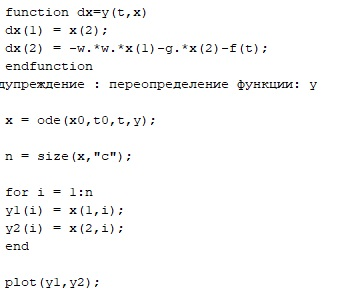 function dx=y(t,x)
dx(1) = x(2);
dx(2) = -w.*w.*x(1)-g.*x(2)-f(t);
endfunction
дупреждение : переопределение функции: y
x = ode(x0,t0,t,y);
n = size(x,"c");
for i = 1:n
y1(i) = x(1,i);
y2(i) = x(2,i);
end
plot(y1,y2);